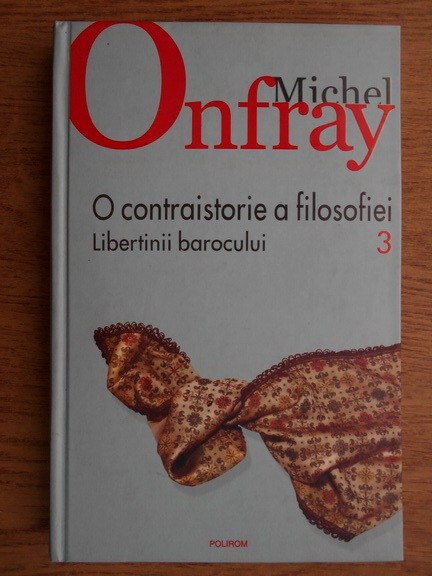 Michel
Onfray
O contraistorie a filosofiei
Libertinii barocului 3
POLIROM